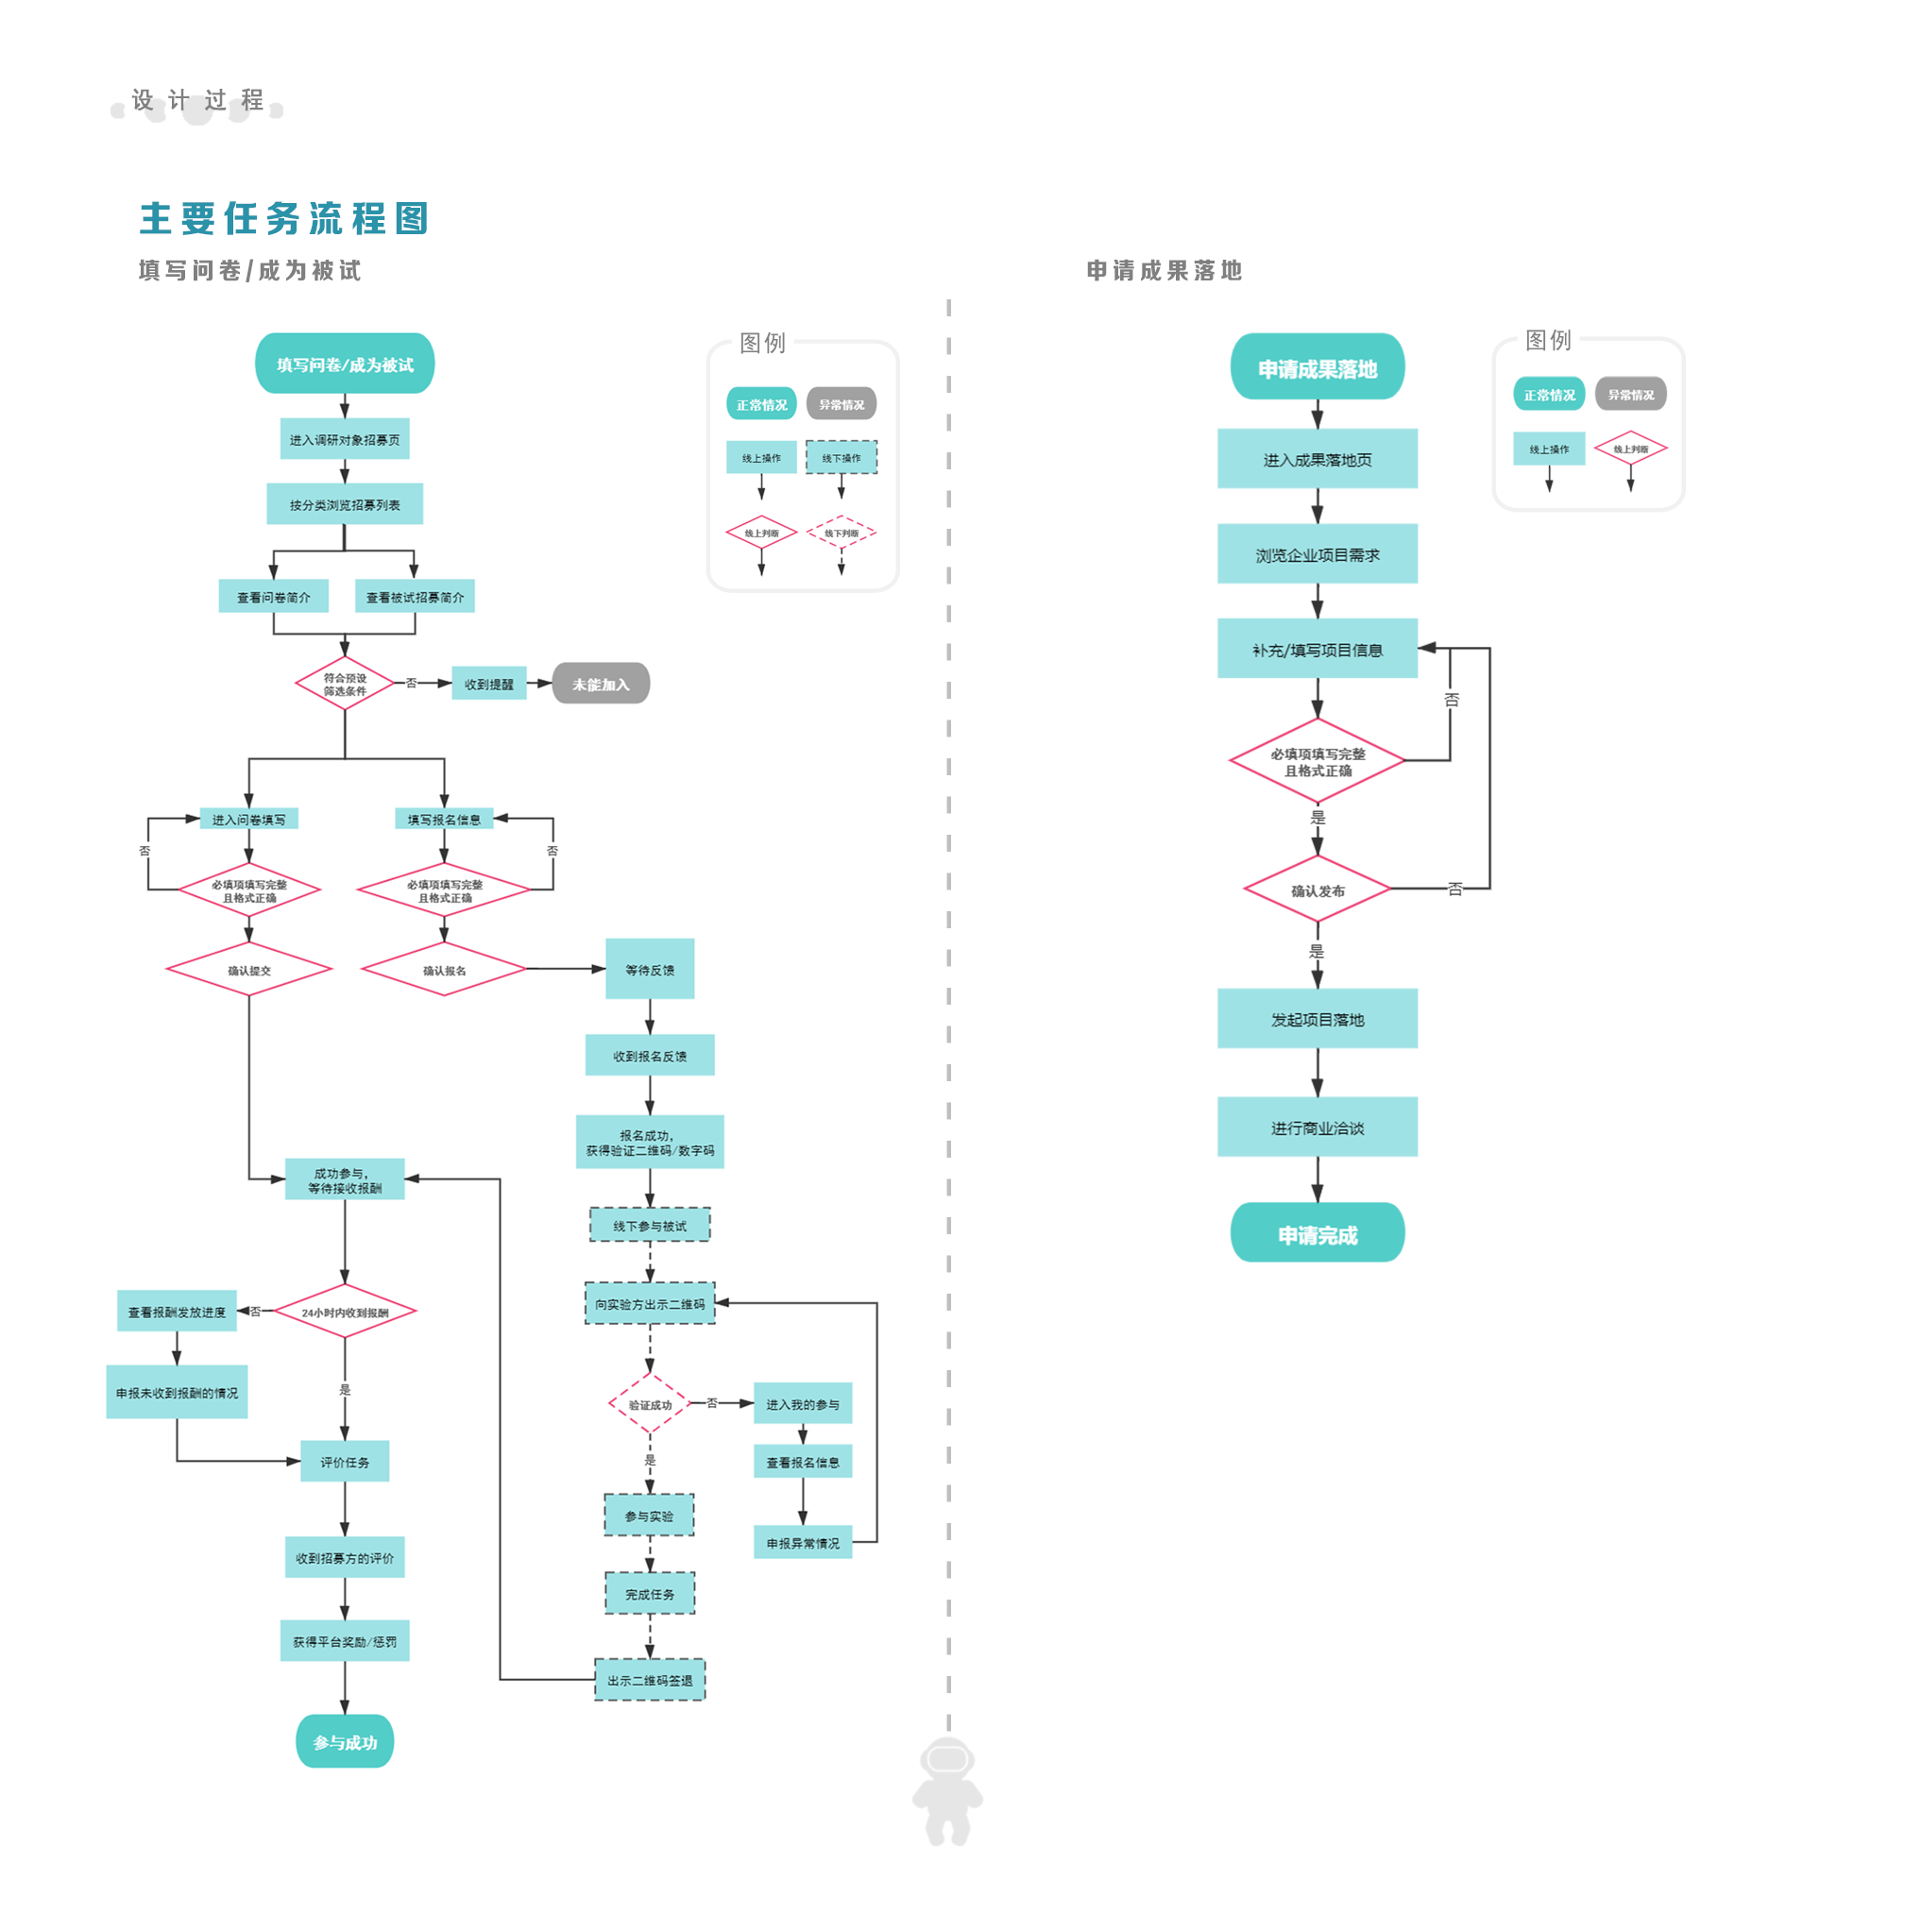 设计过程
主要任务流程图
填写问卷/成为被试
填写问卷/成为被试
进入调研对象招募页
按分类浏览招募列表
查看问卷简介
查看被试招募简介
符合预设
筛选条件
否
收到提醒
未能加入
进入问卷填写
填写报名信息
否
否
必填项填写完整
且格式正确
必填项填写完整
且格式正确
确认提交
确认报名
等待反馈
收到报名反馈
报名成功，
获得验证二维码/数字码
成功参与，
等待接收报酬
线下参与被试
向实验方出示二维码
24小时内收到报酬
否
查看报酬发放进度
申报未收到报酬的情况
是
验证成功
否
进入我的参与
查看报名信息
申报异常情况
是
评价任务
参与实验
收到招募方的评价
完成任务
获得平台奖励/惩罚
出示二维码签退
参与成功
图例
正常情况
异常情况
线上操作
线下操作
线上判断
线下判断
申请成果落地
申请成果落地
进入成果落地页
浏览企业项目需求
补充/填写项目信息
否
必填项填写完整
且格式正确
是
确认发布
否
是
发起项目落地
进行商业洽谈
申请完成
图例
正常情况
异常情况
线上操作
线上判断